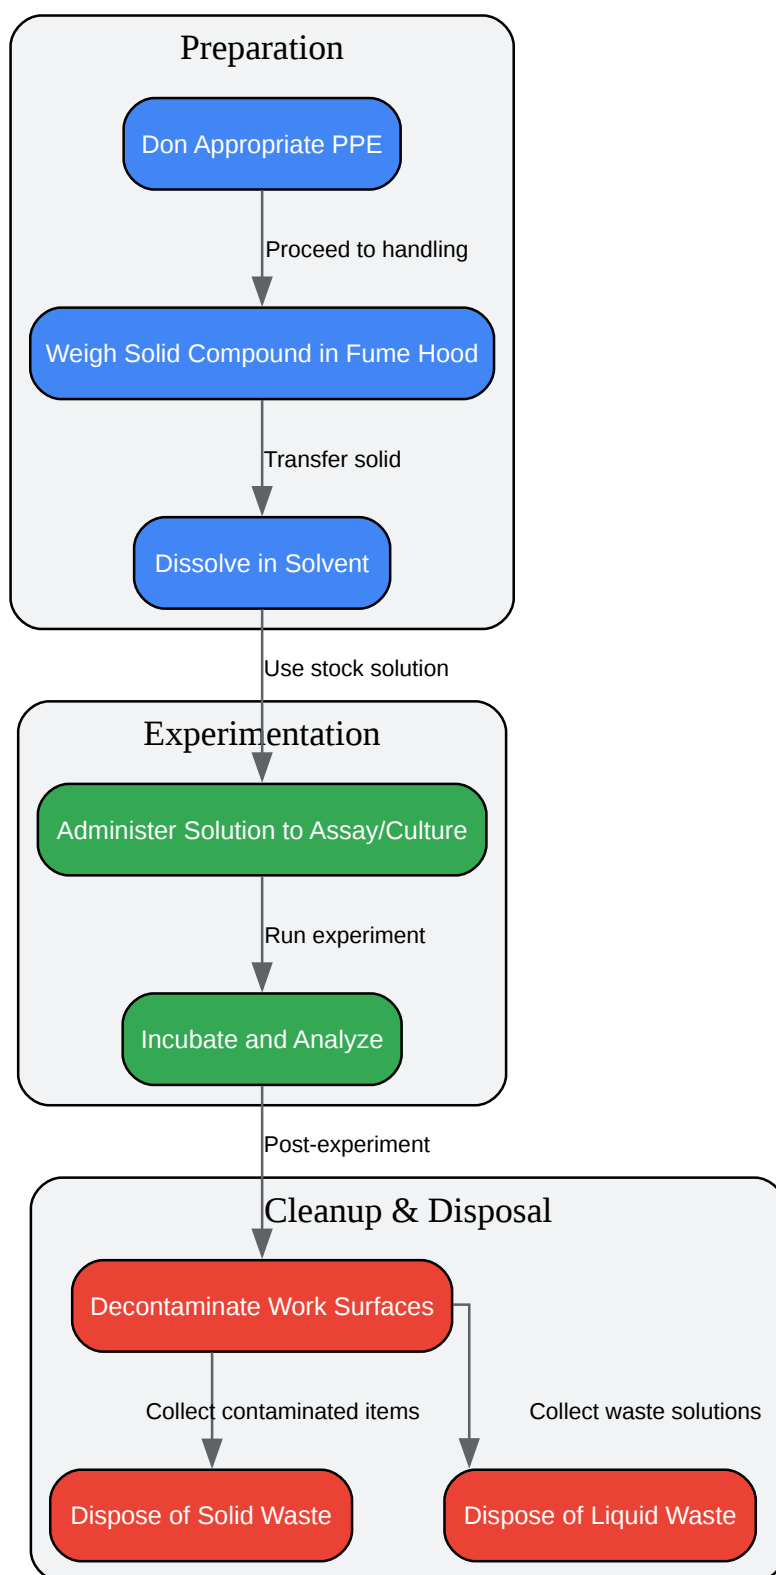 Preparation
Don Appropriate PPE
Proceed to handling
Weigh Solid Compound in Fume Hood
Transfer solid
Dissolve in Solvent
Use stock solution
Experimentation
Administer Solution to Assay/Culture
Run experiment
Incubate and Analyze
Post-experiment
Cleanup & Disposal
Decontaminate Work Surfaces
Collect contaminated items
Collect waste solutions
Dispose of Solid Waste
Dispose of Liquid Waste